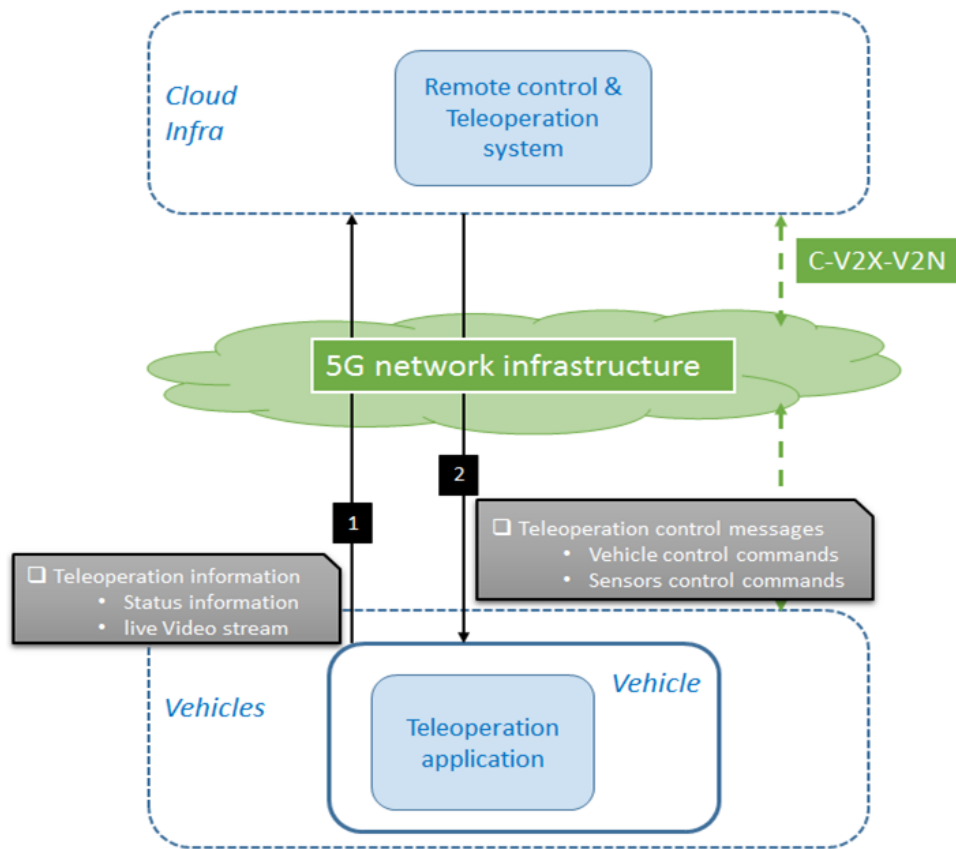 Cloud
Infra
Remote control &
Teleoperation
system
C-V2X-V2N
5G network infrastructure
2
1
Teleoperation control messages
• Vehicle control commands
• Sensors control commands
Teleoperation information
• Status information
• live Video stream
Vehicles
Vehicle
Teleoperation
application